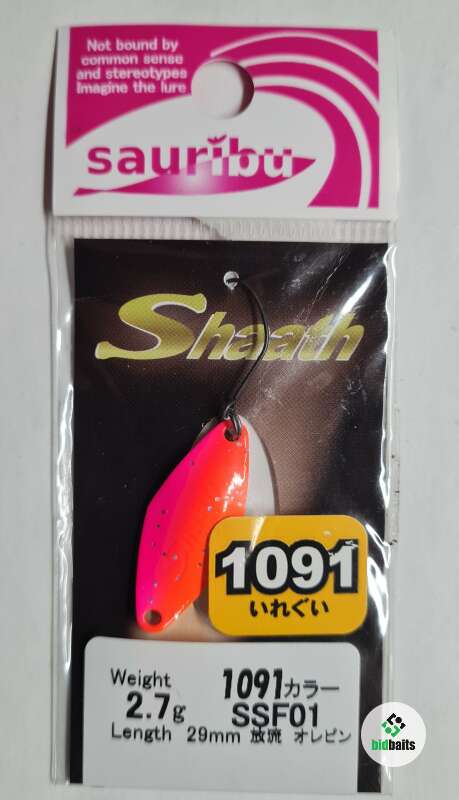 Not bound by
common sense
and stereotypes
Imagine the lure
sauribu
Shaath
1091
いれぐい
Weight 1091カラー
2.7g SSF01
Length 29mm 放流 オレピン
bidbaits